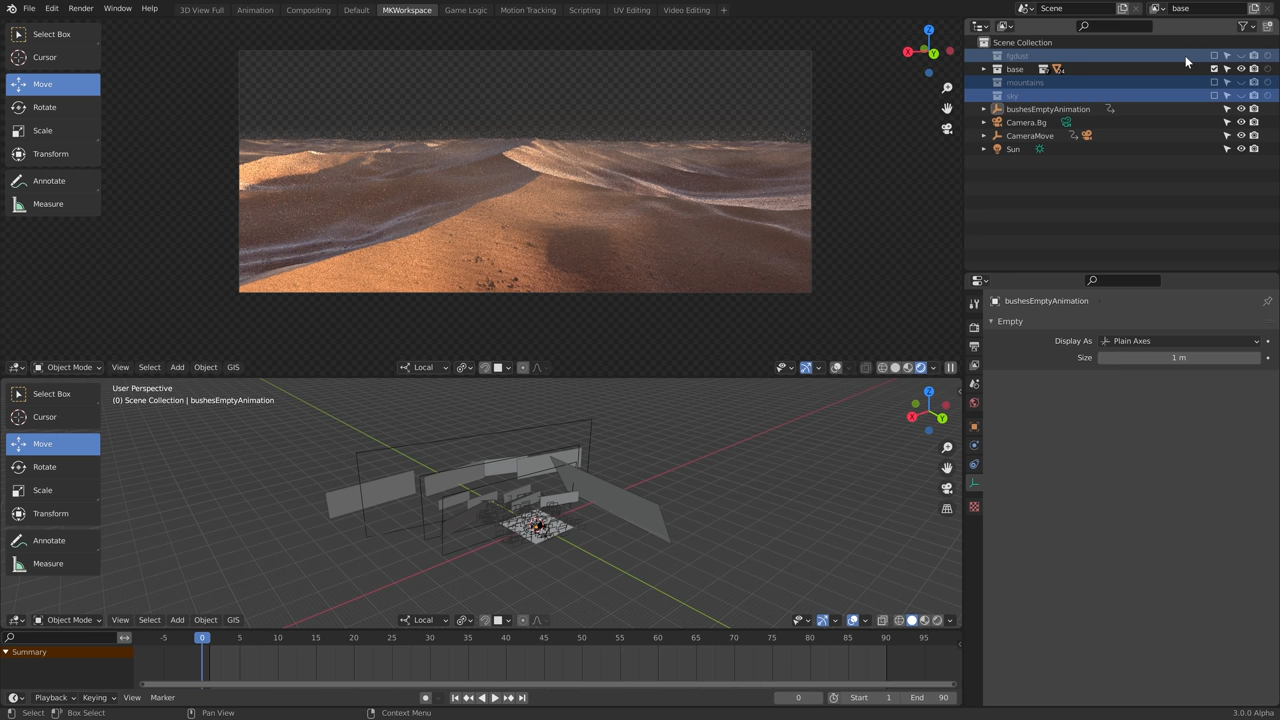 File Edit Render Window Help 3D View Full Animation Compositing Default MKWorkspace Game Logic Motion Tracking Scripting UV Editing Video Editing + Scene base
Select Box
Cursor
Move
Rotate
Scale
Transform
Annotate
Measure
X Y Z
Scene Collection
fgdust
base 24
mountains
sky
bushesEmptyAnimation
Camera.Bg
CameraMove
Sun
bushesEmptyAnimation
Empty
Display As Plain Axes
Size 1 m
Object Mode View Select Add Object GIS Local
User Perspective
(0) Scene Collection | bushesEmptyAnimation
Select Box
Cursor
Move
Rotate
Scale
Transform
Annotate
Measure
X Y Z
Object Mode View Select Add Object GIS Local
-5 0 5 10 15 20 25 30 35 40 45 50 55 60 65 70 75 80 85 90 95
Summary
Playback Keying View Marker 0 Start 1 End 90
Select Box Select Pan View Context Menu 3.0.0 Alpha